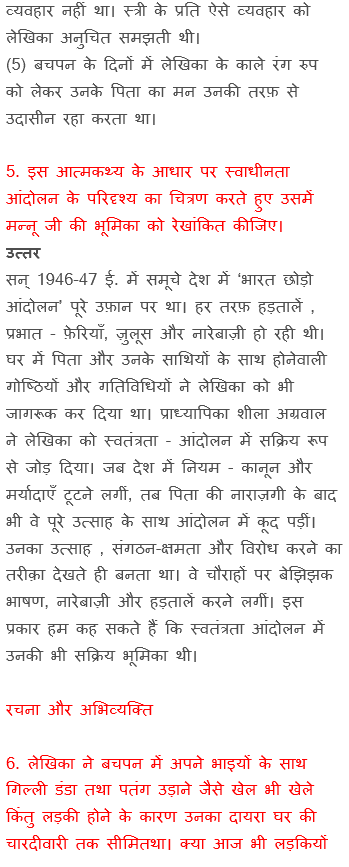 व्यवहार नहीं था। स्त्री के प्रति ऐसे व्यवहार को
लेखिका अनुचित समझती थी।
(5) बचपन के दिनों में लेखिका के काले रंग रुप
को लेकर उनके पिता का मन उनकी तरफ़ से
उदासीन रहा करता था।
5. इस आत्मकथ्य के आधार पर स्वाधीनता
आंदोलन के परिदृश्य का चित्रण करते हुए उसमें
मन्नू जी की भूमिका को रेखांकित कीजिए।
उत्तर
सन् 1946-47 ई. में समूचे देश में 'भारत छोड़ो
आंदोलन' पूरे उफ़ान पर था। हर तरफ़ हड़तालें ,
प्रभात - फ़ेरियाँ, ज़ुलूस और नारेबाज़ी हो रही थी।
घर में पिता और उनके साथियों के साथ होनेवाली
गोष्ठियों और गतिविधियों ने लेखिका को भी
जागरूक कर दिया था। प्राध्यापिका शीला अग्रवाल
ने लेखिका को स्वतंत्रता - आंदोलन में सक्रिय रूप
से जोड़ दिया। जब देश में नियम - कानून और
मर्यादाएँ टूटने लगीं, तब पिता की नाराज़गी के बाद
भी वे पूरे उत्साह के साथ आंदोलन में कूद पड़ीं।
उनका उत्साह , संगठन-क्षमता और विरोध करने का
तरीक़ा देखते ही बनता था। वे चौराहों पर बेझिझक
भाषण, नारेबाज़ी और हड़तालें करने लगीं। इस
प्रकार हम कह सकते हैं कि स्वतंत्रता आंदोलन में
उनकी भी सक्रिय भूमिका थी।
रचना और अभिव्यक्ति
6. लेखिका ने बचपन में अपने भाइयों के साथ
गिल्ली डंडा तथा पतंग उड़ाने जैसे खेल भी खेले
किंतु लड़की होने के कारण उनका दायरा घर की
चारदीवारी तक सीमितथा। क्या आज भी लड़कियों